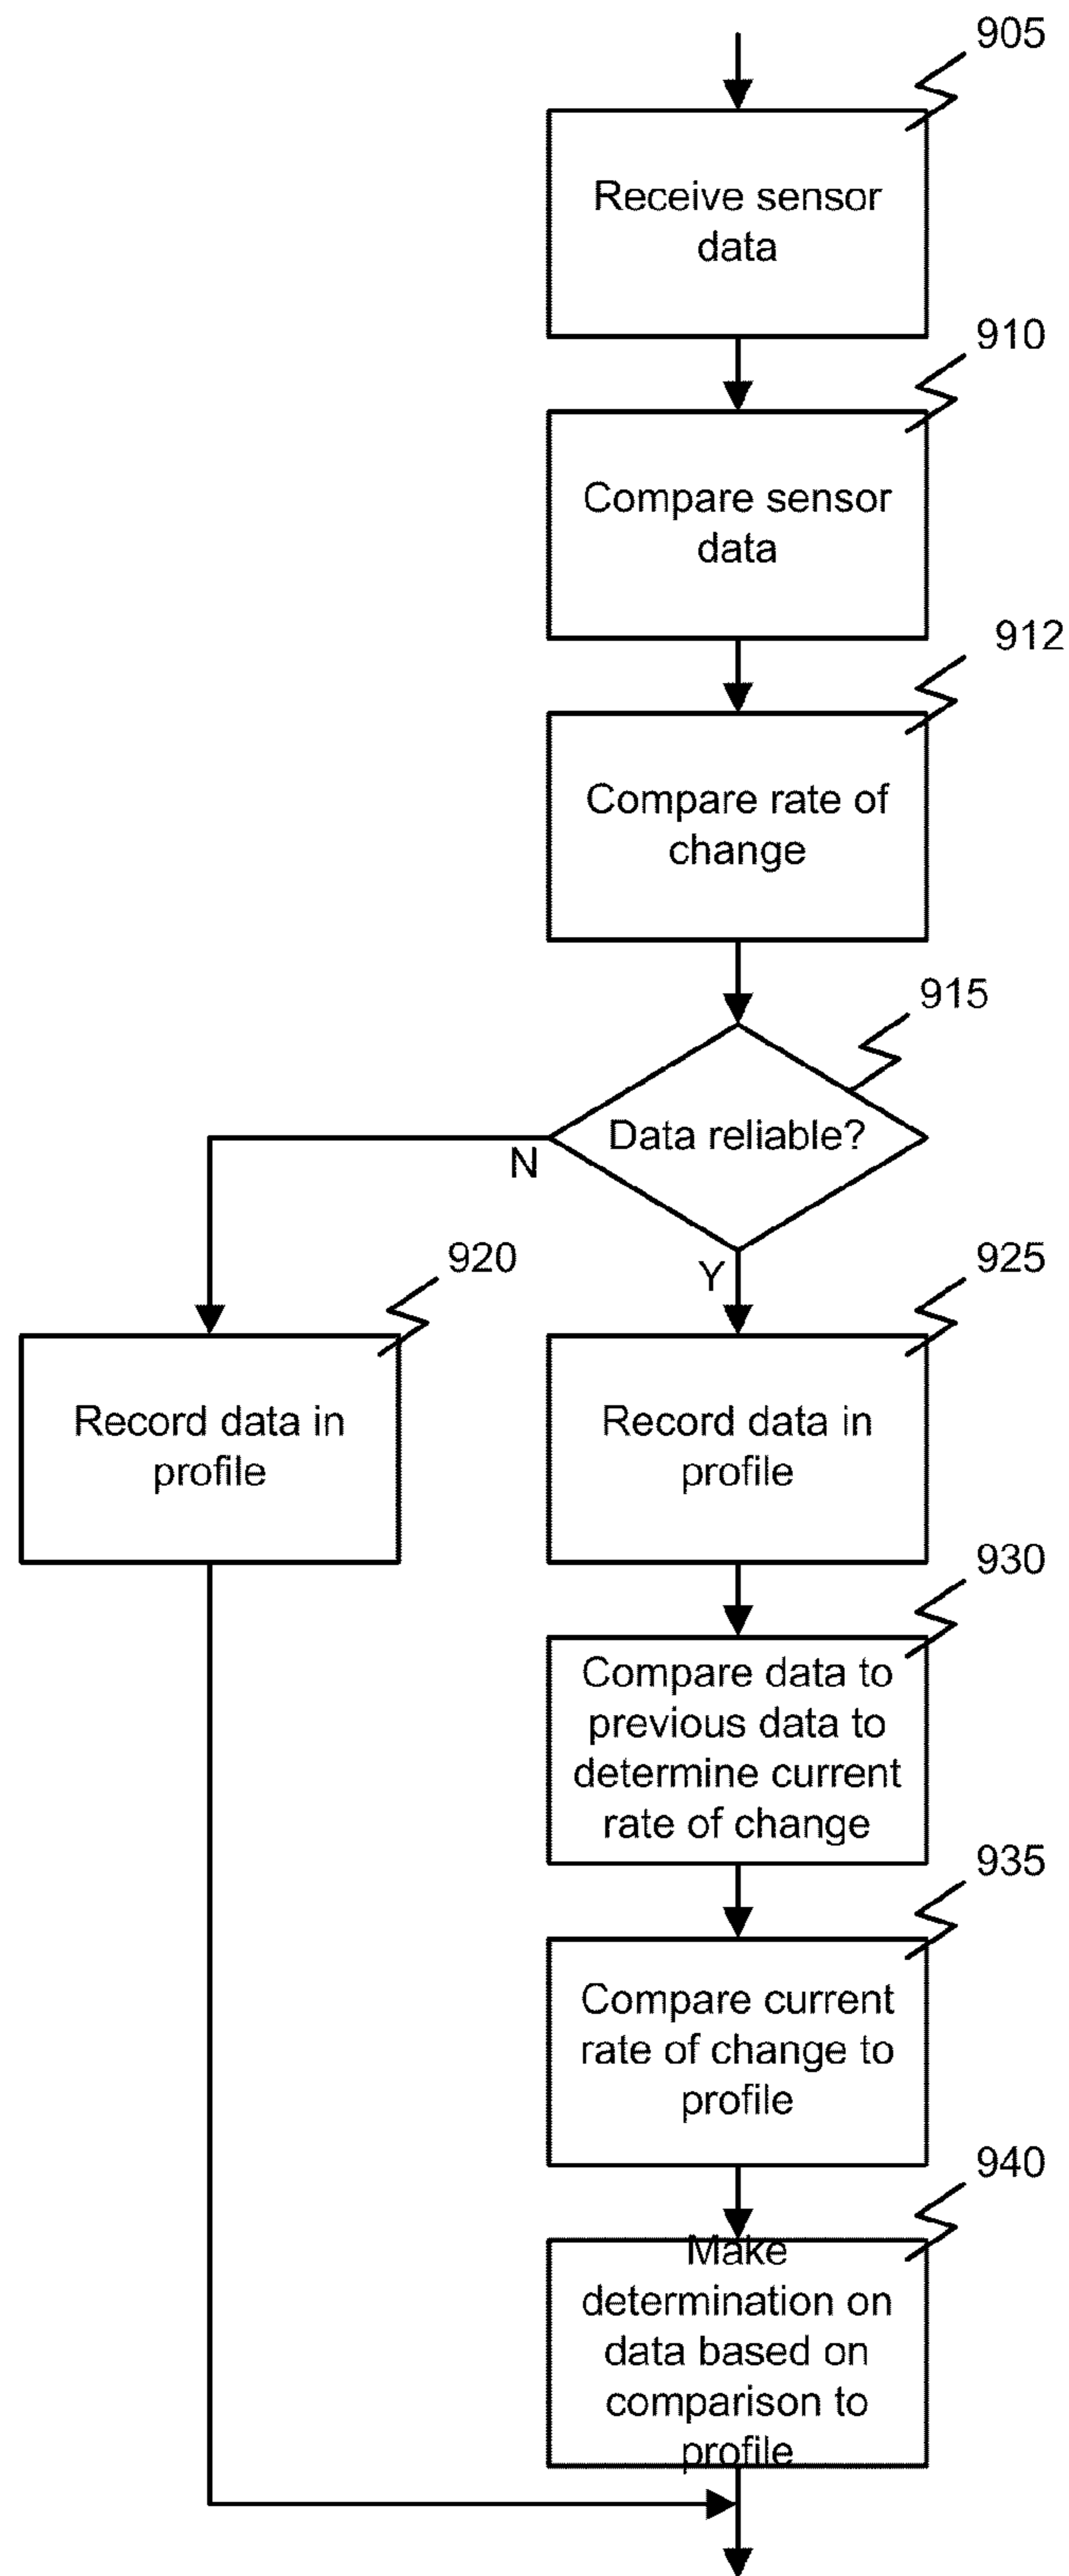 905
Receive sensor
data
910
Compare sensor
data
912
Compare rate of
change
915
Data reliable?
N
Y
920
Record data in
profile
925
Record data in
profile
930
Compare data to
previous data to
determine current
rate of change
935
Compare current
rate of change to
profile
940
Make
determination on
data based on
comparison to
profile